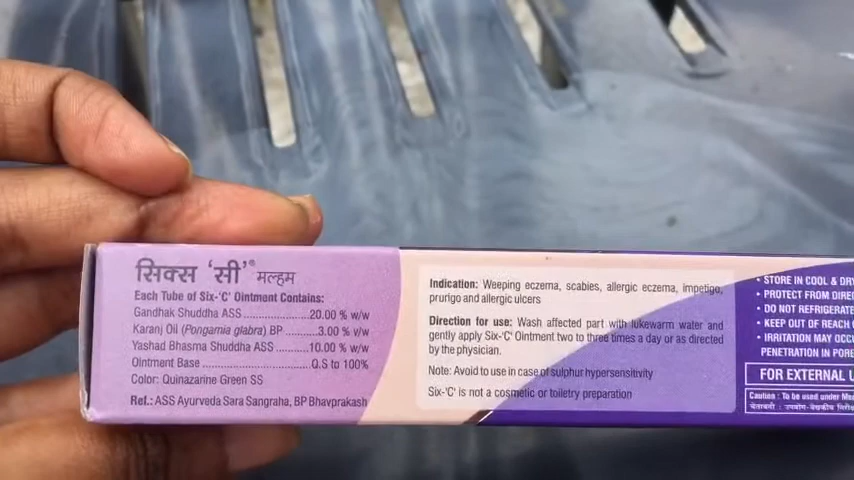 सिक्स 'सी'® मल्हम
Each Tube of Six-'C' Ointment Contains:
Gandhak Shuddha ASS ........................20.00 % w/w
Karanj Oil (Pongamia glabra) BP ............3.00 % w/w
Yashad Bhasma Shuddha ASS ...........10.00 % w/w
Ointment Base.......................................Q.S to 100%
Color: Quinazarine Green SS
Ref.: ASS Ayurveda Sara Sangraha, BP Bhavprakash
Indication: Weeping eczema, scabies, allergic eczema, impetigo,
prurigo and allergic ulcers
Direction for use: Wash affected part with lukewarm water and
gently apply Six-'C' Ointment two to three times a day or as directed
by the physician.
Note: Avoid to use in case of sulphur hypersensitivity
Six-'C' is not a cosmetic or toiletry preparation
• STORE IN COOL & DRY
• PROTECT FROM DIREC
• DO NOT REFRIGERATE
• KEEP OUT OF REACH
• IRRITATION MAY OCCU
PENETRATION IN PORE
FOR EXTERNAL U
Caution : To be used under Med
चेतावनी : उपयोग